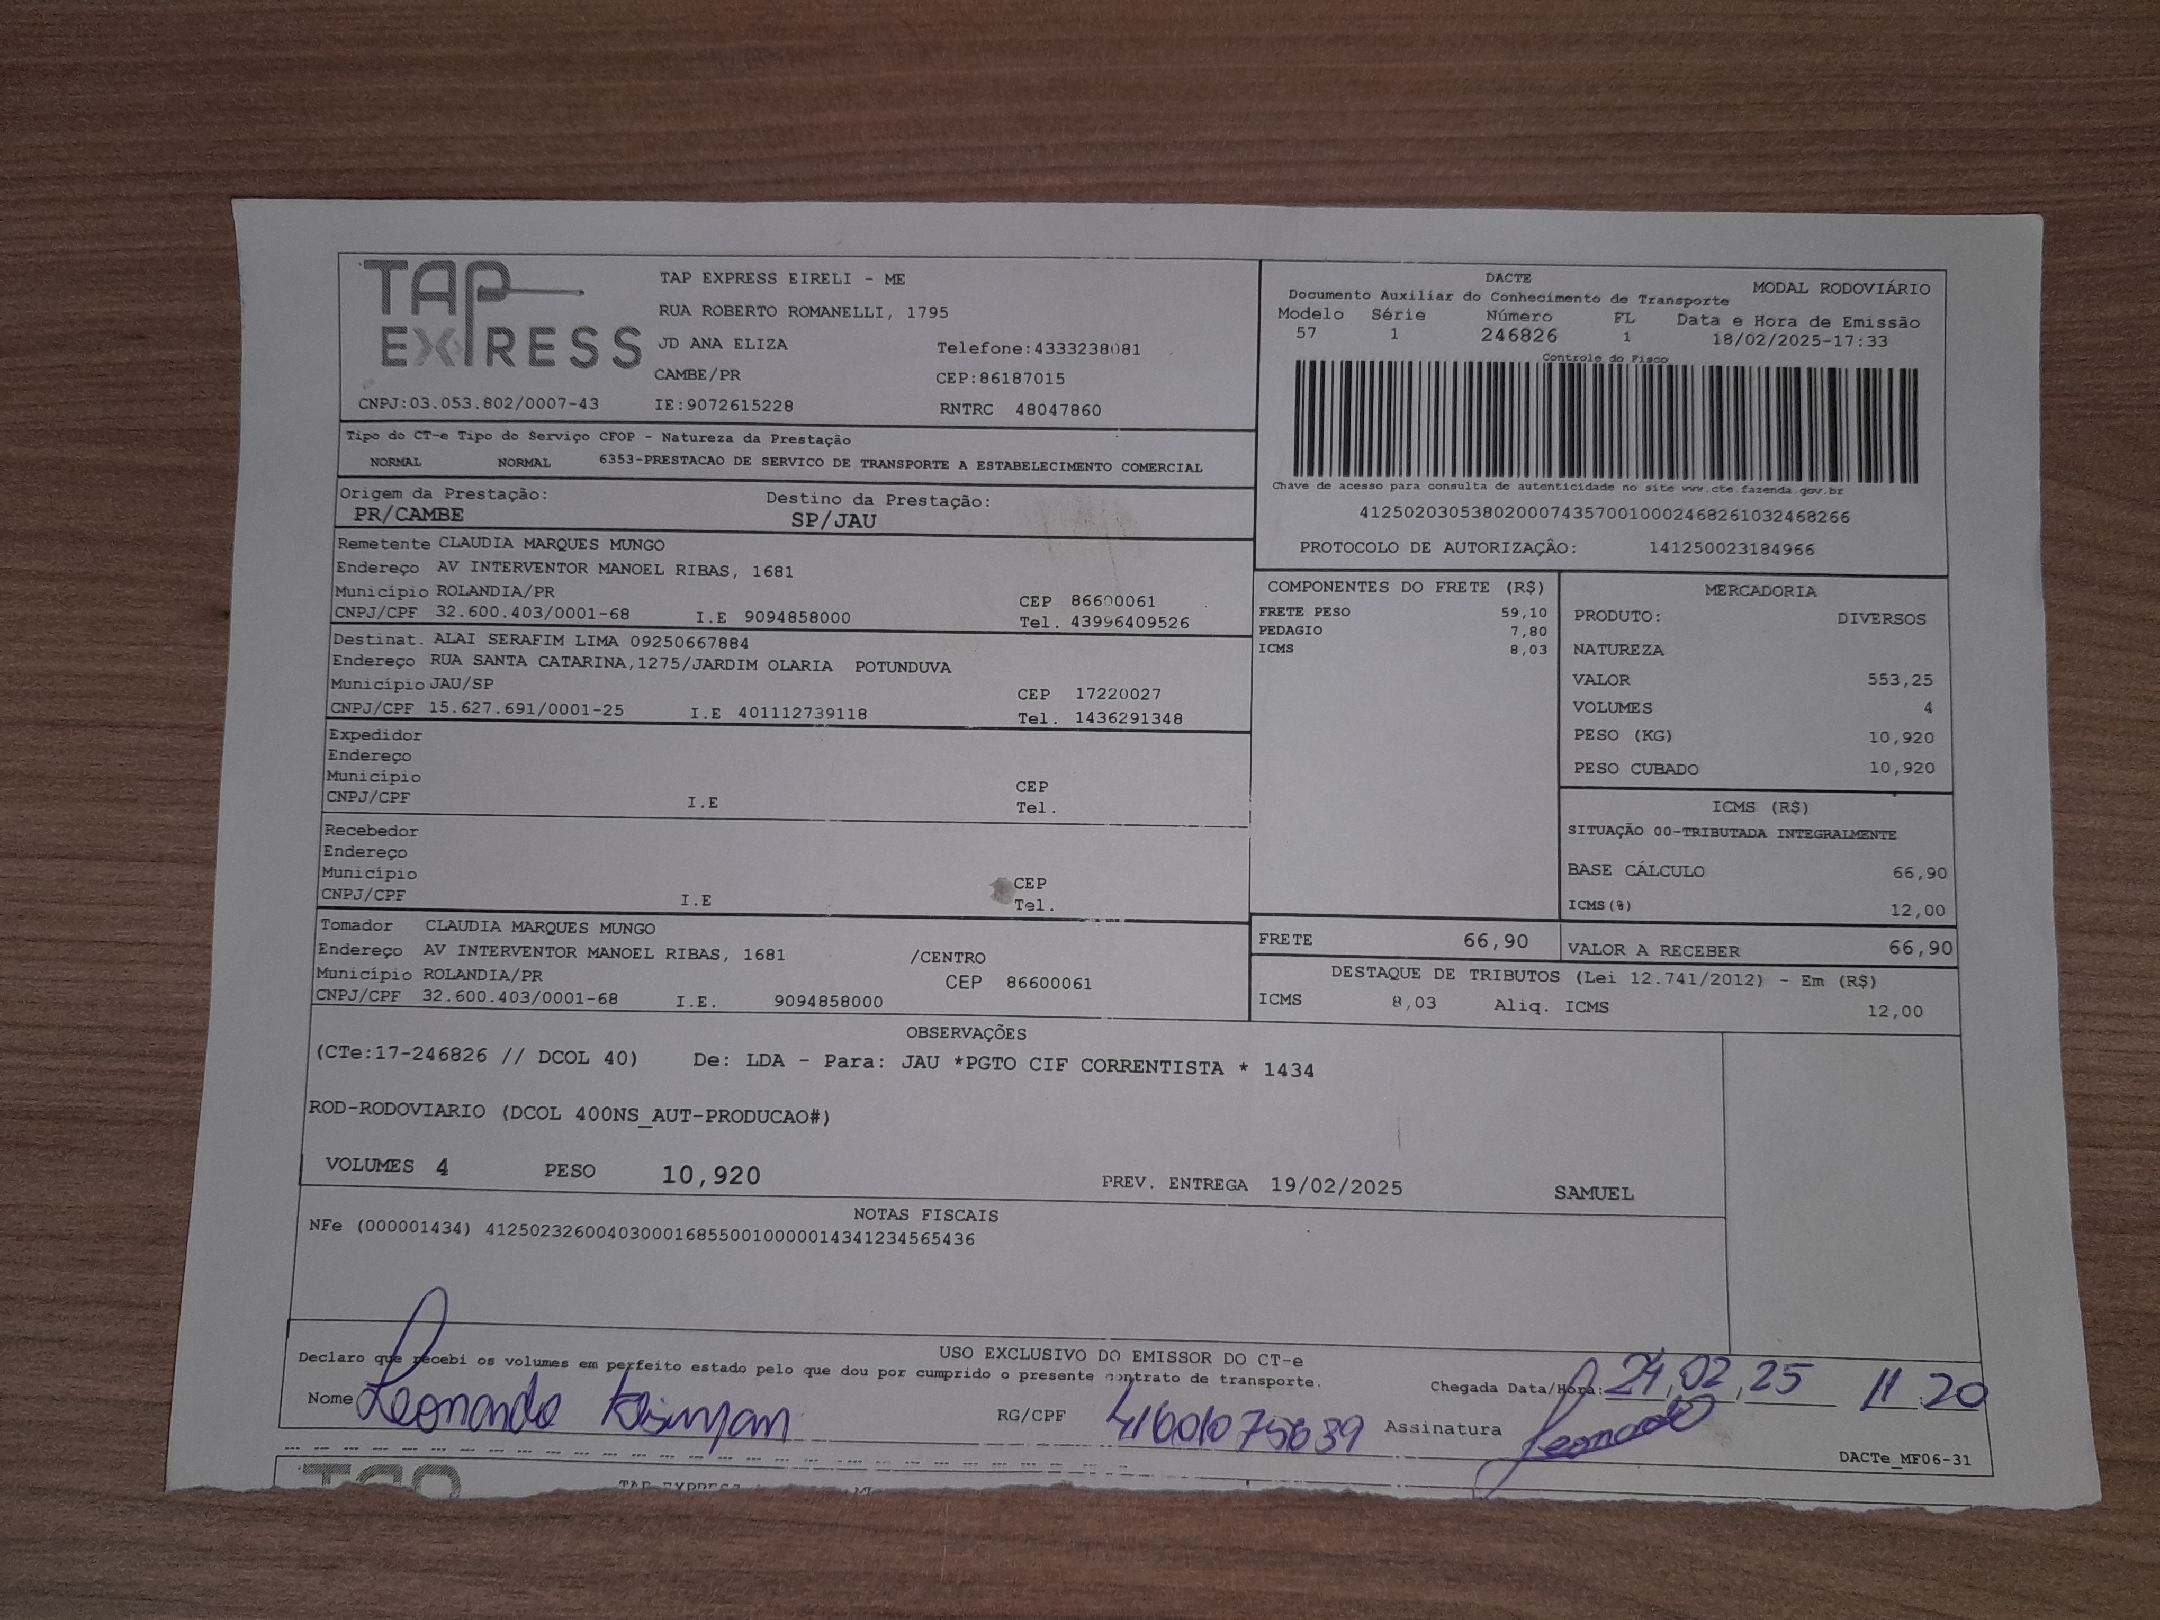 TAP EXPRESS
TAP EXPRESS EIRELI - ME
RUA ROBERTO ROMANELLI, 1795
JD ANA ELIZA Telefone:4333238081
CAMBE/PR CEP:86187015
CNPJ:03.053.802/0007-43 IE:9072615228 RNTRC 48047860
DACTE MODAL RODOVIÁRIO
Documento Auxiliar do Conhecimento de Transporte
Modelo Série Número FL Data e Hora de Emissão
57 1 246826 1 18/02/2025-17:33
Controle do Fisco
Chave de acesso para consulta de autenticidade no site www.cte.fazenda.gov.br
41250203053802000743570010002468261032468266
PROTOCOLO DE AUTORIZAÇÃO: 141250023184966
Tipo do CT-e Tipo do Serviço CFOP - Natureza da Prestação
NORMAL NORMAL 6353-PRESTACAO DE SERVICO DE TRANSPORTE A ESTABELECIMENTO COMERCIAL
Origem da Prestação: Destino da Prestação:
PR/CAMBE SP/JAU
Remetente CLAUDIA MARQUES MUNGO
Endereço AV INTERVENTOR MANOEL RIBAS, 1681
Município ROLANDIA/PR CEP 86600061
CNPJ/CPF 32.600.403/0001-68 I.E 9094858000 Tel. 43996409526
Destinat. ALAI SERAFIM LIMA 09250667884
Endereço RUA SANTA CATARINA,1275/JARDIM OLARIA POTUNDUVA
Município JAU/SP CEP 17220027
CNPJ/CPF 15.627.691/0001-25 I.E 401112739118 Tel. 1436291348
Expedidor
Endereço
Município CEP
CNPJ/CPF I.E Tel.
Recebedor
Endereço
Município CEP
CNPJ/CPF I.E Tel.
Tomador CLAUDIA MARQUES MUNGO
Endereço AV INTERVENTOR MANOEL RIBAS, 1681 /CENTRO
Município ROLANDIA/PR CEP 86600061
CNPJ/CPF 32.600.403/0001-68 I.E. 9094858000
COMPONENTES DO FRETE (R$)
FRETE PESO 59,10
PEDAGIO 7,80
ICMS 8,03
MERCADORIA
PRODUTO: DIVERSOS
NATUREZA
VALOR 553,25
VOLUMES 4
PESO (KG) 10,920
PESO CUBADO 10,920
ICMS (R$)
SITUAÇÃO 00-TRIBUTADA INTEGRALMENTE
BASE CÁLCULO 66,90
ICMS(%) 12,00
FRETE 66,90 VALOR A RECEBER 66,90
DESTAQUE DE TRIBUTOS (Lei 12.741/2012) - Em (R$)
ICMS 8,03 Aliq. ICMS 12,00
OBSERVAÇÕES
(CTe:17-246826 // DCOL 40) De: LDA - Para: JAU *PGTO CIF CORRENTISTA * 1434
ROD-RODOVIARIO (DCOL 400NS_AUT-PRODUCAO#)
VOLUMES 4 PESO 10,920 PREV. ENTREGA 19/02/2025 SAMUEL
NOTAS FISCAIS
NFe (000001434) 41250232600403000168550010000014341234565436
USO EXCLUSIVO DO EMISSOR DO CT-e
Declaro que recebi os volumes em perfeito estado pelo que dou por cumprido o presente contrato de transporte.
Chegada Data/Hora: 24,02,25 11 20
Nome Leonardo RG/CPF Assinatura Leonardo
DACTe_MF06-31
TAP EXPRESS